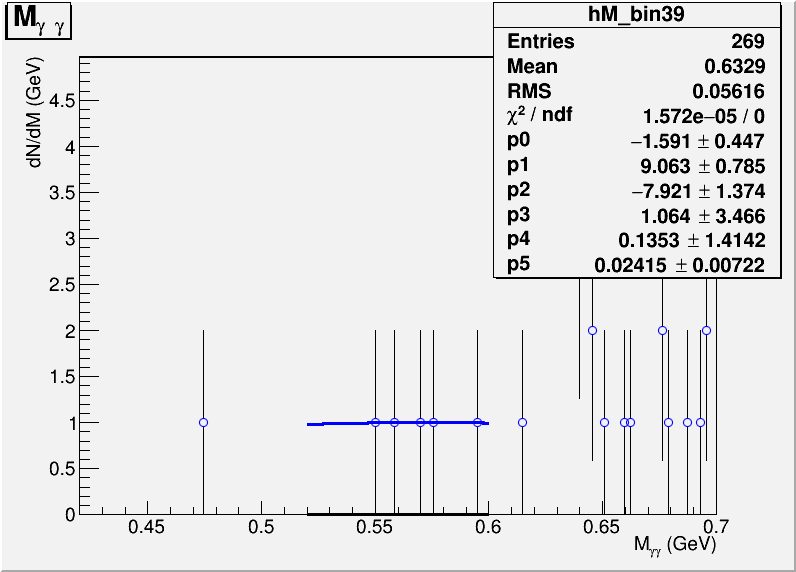 Mγ γ
hM_bin39
Entries 269
Mean 0.6329
RMS 0.05616
χ² / ndf 1.572e−05 / 0
p0 −1.591 ± 0.447
p1 9.063 ± 0.785
p2 −7.921 ± 1.374
p3 1.064 ± 3.466
p4 0.1353 ± 1.4142
p5 0.02415 ± 0.00722
dN/dM (GeV)
4.5
4
3.5
3
2.5
2
1.5
1
0.5
0
0.45 0.5 0.55 0.6 0.65 0.7
Mγγ (GeV)